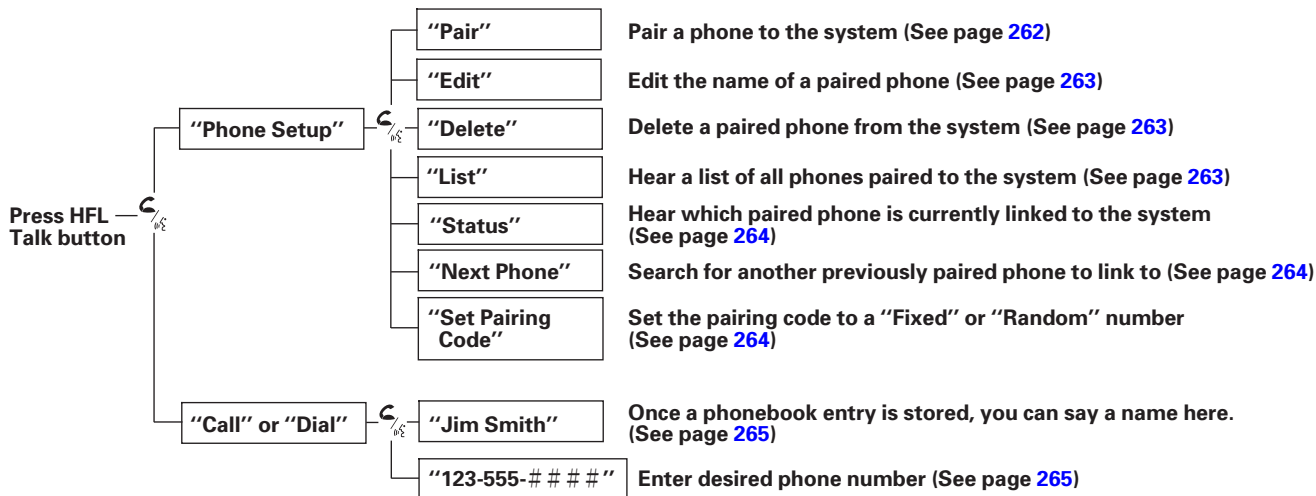 ‘‘Pair’’ Pair a phone to the system (See page 262)
‘‘Edit’’ Edit the name of a paired phone (See page 263)
‘‘Phone Setup’’ ‘‘Delete’’ Delete a paired phone from the system (See page 263)
‘‘List’’ Hear a list of all phones paired to the system (See page 263)
Press HFL
Talk button
‘‘Status’’ Hear which paired phone is currently linked to the system
(See page 264)
‘‘Next Phone’’ Search for another previously paired phone to link to (See page 264)
‘‘Set Pairing
Code’’
Set the pairing code to a ‘‘Fixed’’ or ‘‘Random’’ number
(See page 264)
‘‘Call’’ or ‘‘Dial’’ ‘‘Jim Smith’’ Once a phonebook entry is stored, you can say a name here.
(See page 265)
‘‘123-555-####’’ Enter desired phone number (See page 265)